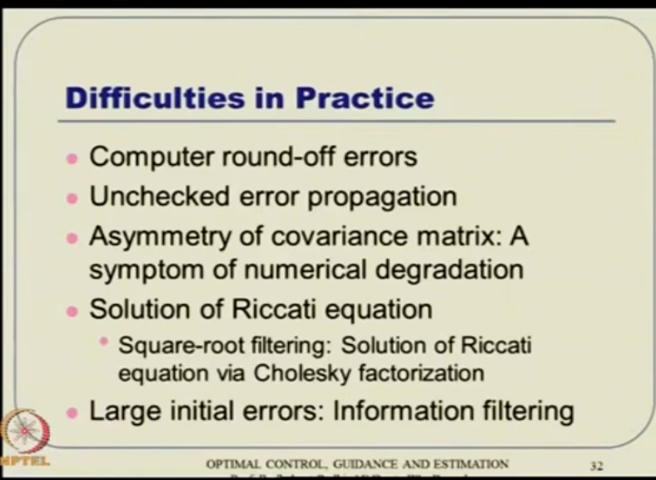 Difficulties in Practice
Computer round-off errors
Unchecked error propagation
Asymmetry of covariance matrix: A
symptom of numerical degradation
Solution of Riccati equation
Square-root filtering: Solution of Riccati
equation via Cholesky factorization
Large initial errors: Information filtering
NPTEL
OPTIMAL CONTROL, GUIDANCE AND ESTIMATION
32